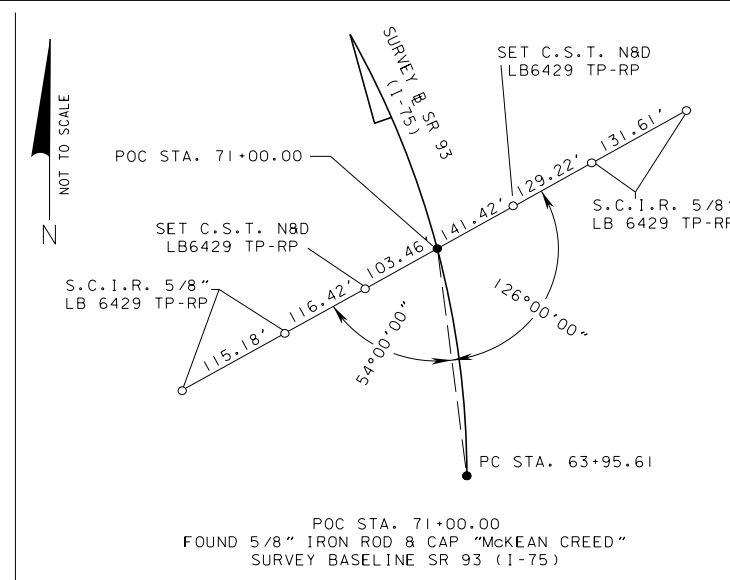 SET C.S.T. N&D
LB6429 TP-RP
SURVEY BL SR 93
(I-75)
NOT TO SCALE
N
POC STA. 71+00.00
131.61'
129.22'
141.42'
103.46'
116.42'
115.18'
S.C.I.R. 5/8"
LB 6429 TP-RP
SET C.S.T. N&D
LB6429 TP-RP
S.C.I.R. 5/8"
LB 6429 TP-RP
126°00'00"
54°00'00"
PC STA. 63+95.61
POC STA. 71+00.00
FOUND 5/8" IRON ROD & CAP "McKEAN CREED"
SURVEY BASELINE SR 93 (I-75)